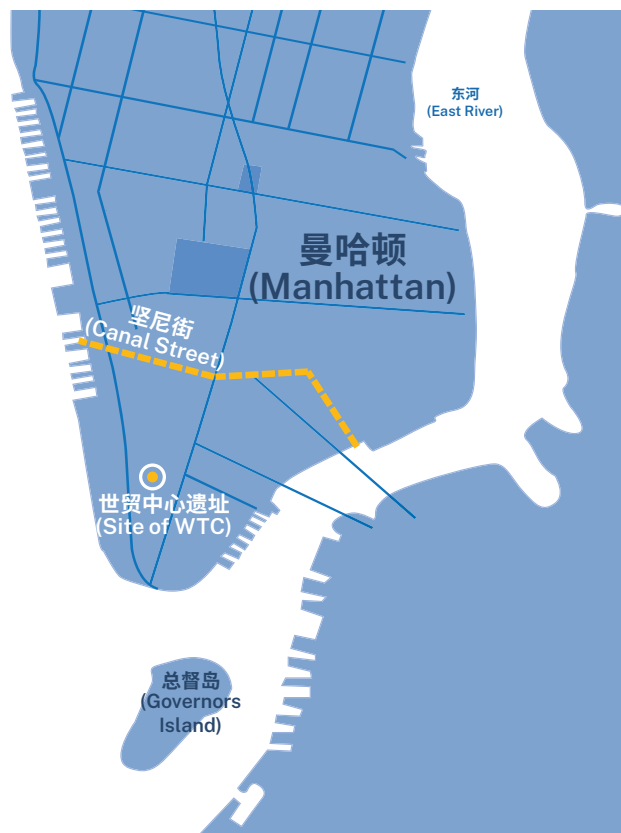 东河
(East River)
曼哈顿
(Manhattan)
坚尼街
(Canal Street)
世贸中心遗址
(Site of WTC)
总督岛
(Governors
Island)